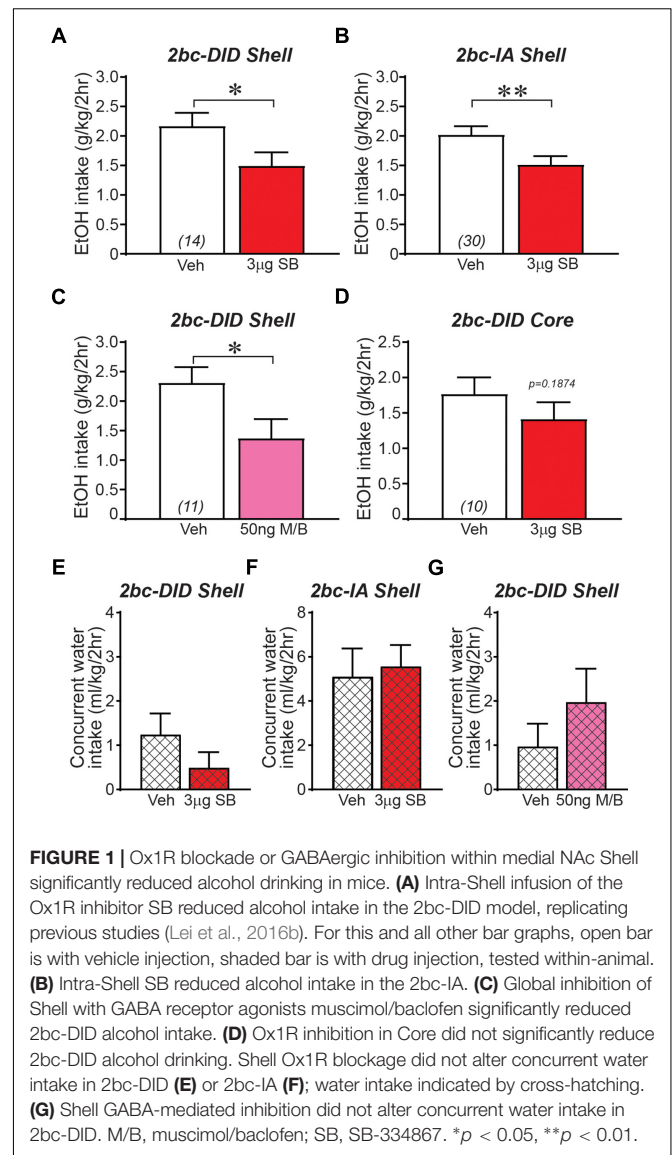 A
2bc-DID Shell
EtOH intake (g/kg/2hr)
3.0
2.5
2.0
1.5
1.0
0.5
0
*
(14)
Veh
3μg SB
B
2bc-IA Shell
EtOH intake (g/kg/2hr)
3.0
2.5
2.0
1.5
1.0
0.5
0
**
(30)
Veh
3μg SB
C
2bc-DID Shell
EtOH intake (g/kg/2hr)
3.0
2.5
2.0
1.5
1.0
0.5
0
*
(11)
Veh
50ng M/B
D
2bc-DID Core
EtOH intake (g/kg/2hr)
2.5
2.0
1.5
1.0
0.5
0
p=0.1874
(10)
Veh
3μg SB
E
2bc-DID Shell
Concurrent water
intake (ml/kg/2hr)
4
3
2
1
0
Veh
3μg SB
F
2bc-IA Shell
Concurrent water
intake (ml/kg/2hr)
8
6
4
2
0
Veh
3μg SB
G
2bc-DID Shell
Concurrent water
intake (ml/kg/2hr)
4
3
2
1
0
Veh
50ng M/B
FIGURE 1 | Ox1R blockade or GABAergic inhibition within medial NAc Shell
significantly reduced alcohol drinking in mice. (A) Intra-Shell infusion of the
Ox1R inhibitor SB reduced alcohol intake in the 2bc-DID model, replicating
previous studies (Lei et al., 2016b). For this and all other bar graphs, open bar
is with vehicle injection, shaded bar is with drug injection, tested within-animal.
(B) Intra-Shell SB reduced alcohol intake in the 2bc-IA. (C) Global inhibition of
Shell with GABA receptor agonists muscimol/baclofen significantly reduced
2bc-DID alcohol intake. (D) Ox1R inhibition in Core did not significantly reduce
2bc-DID alcohol drinking. Shell Ox1R blockage did not alter concurrent water
intake in 2bc-DID (E) or 2bc-IA (F); water intake indicated by cross-hatching.
(G) Shell GABA-mediated inhibition did not alter concurrent water intake in
2bc-DID. M/B, muscimol/baclofen; SB, SB-334867. *p < 0.05, **p < 0.01.